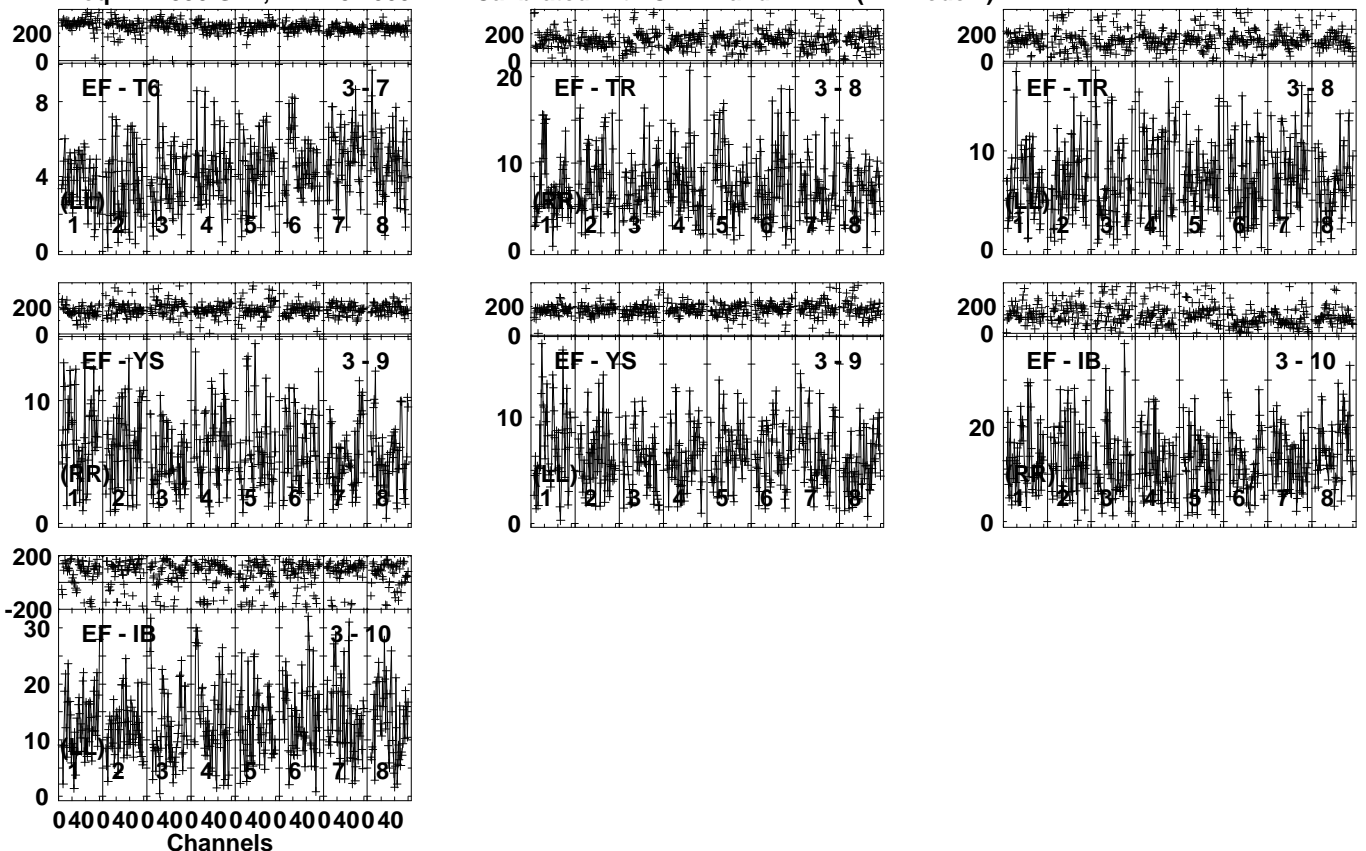 200
0
EF - T6 3 - 7
8
4
0
(LL)
1 2 3 4 5 6 7 8
200
0
EF - TR 3 - 8
20
10
0
(RR)
1 2 3 4 5 6 7 8
200
0
EF - TR 3 - 8
10
0
(LL)
1 2 3 4 5 6 7 8
200
0
EF - YS 3 - 9
10
0
(RR)
1 2 3 4 5 6 7 8
200
0
EF - YS 3 - 9
10
0
(LL)
1 2 3 4 5 6 7 8
200
0
EF - IB 3 - 10
20
0
(RR)
1 2 3 4 5 6 7 8
200
-200
EF - IB 3 - 10
30
20
10
0
(LL)
1 2 3 4 5 6 7 8
0 40 0 40 0 40 0 40 0 40 0 40 0 40 0 40
Channels